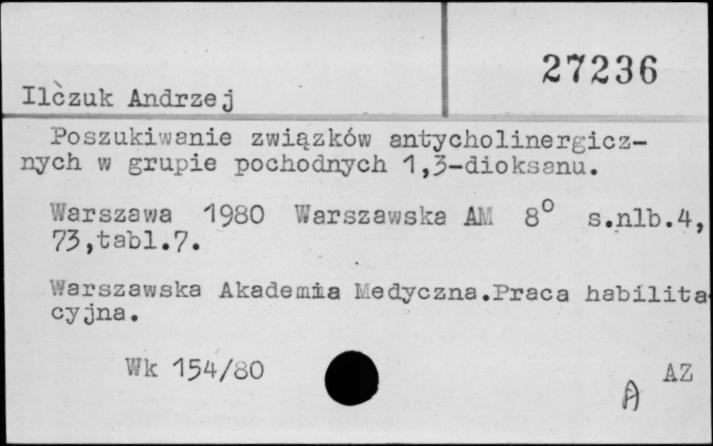 27236
Ilczuk Andrzej
Poszukiwanie związków antycholinergicz-
nych w grupie pochodnych 1,3-dioksanu.
Warszawa 1980 Warszawska AM 8° s.nlb.4,
73,tabl.7.
Warszawska Akademia Medyczna.Praca habilita
cyjna.
Wk 154/80
AZ
A